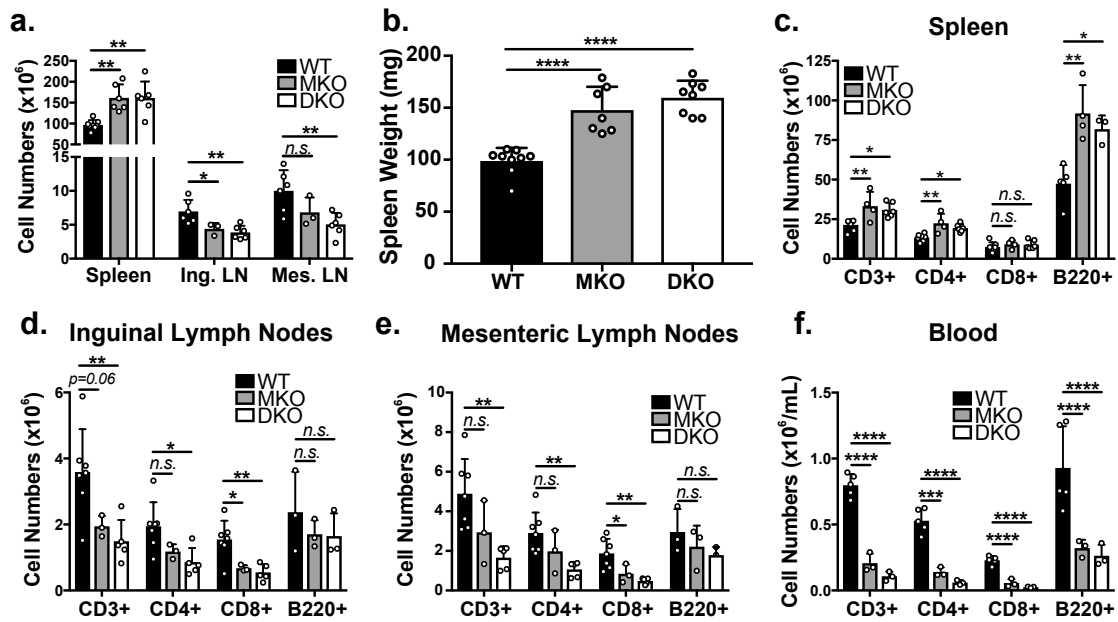 a.
Cell Numbers (x10⁶)
250
200
150
100
50
10
5
0
**
**
**
*
**
n.s.
WT
MKO
DKO
Spleen Ing. LN Mes. LN
b.
Spleen Weight (mg)
200
150
100
50
0
****
****
WT MKO DKO
c. Spleen
Cell Numbers (x10⁶)
125
100
75
50
25
0
WT
MKO
DKO
*
**
*
**
n.s.
n.s.
*
**
CD3+ CD4+ CD8+ B220+
d. Inguinal Lymph Nodes
Cell Numbers (x10⁶)
6
4
2
0
WT
MKO
DKO
**
p=0.06
*
n.s.
**
*
n.s.
n.s.
CD3+ CD4+ CD8+ B220+
e. Mesenteric Lymph Nodes
Cell Numbers (x10⁶)
10
8
6
4
2
0
WT
MKO
DKO
**
n.s.
**
n.s.
**
*
n.s.
n.s.
CD3+ CD4+ CD8+ B220+
f. Blood
Cell Numbers (x10⁶/mL)
1.5
1.0
0.5
0.0
WT
MKO
DKO
****
****
****
***
****
****
****
****
CD3+ CD4+ CD8+ B220+